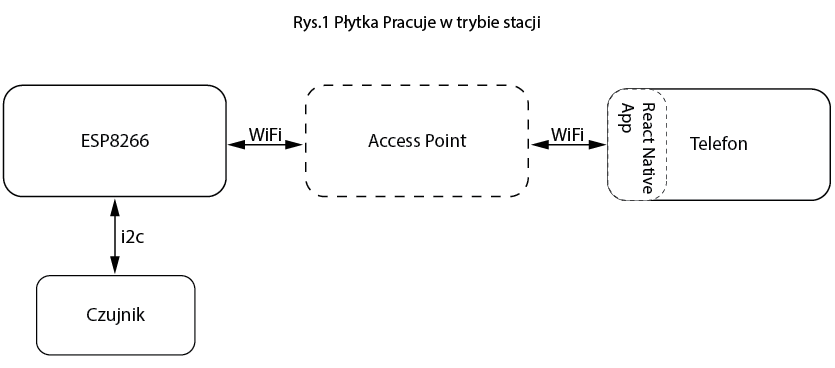 Rys.1 Płytka Pracuje w trybie stacji
ESP8266
WiFi
Access Point
WiFi
React Native
App
Telefon
i2c
Czujnik